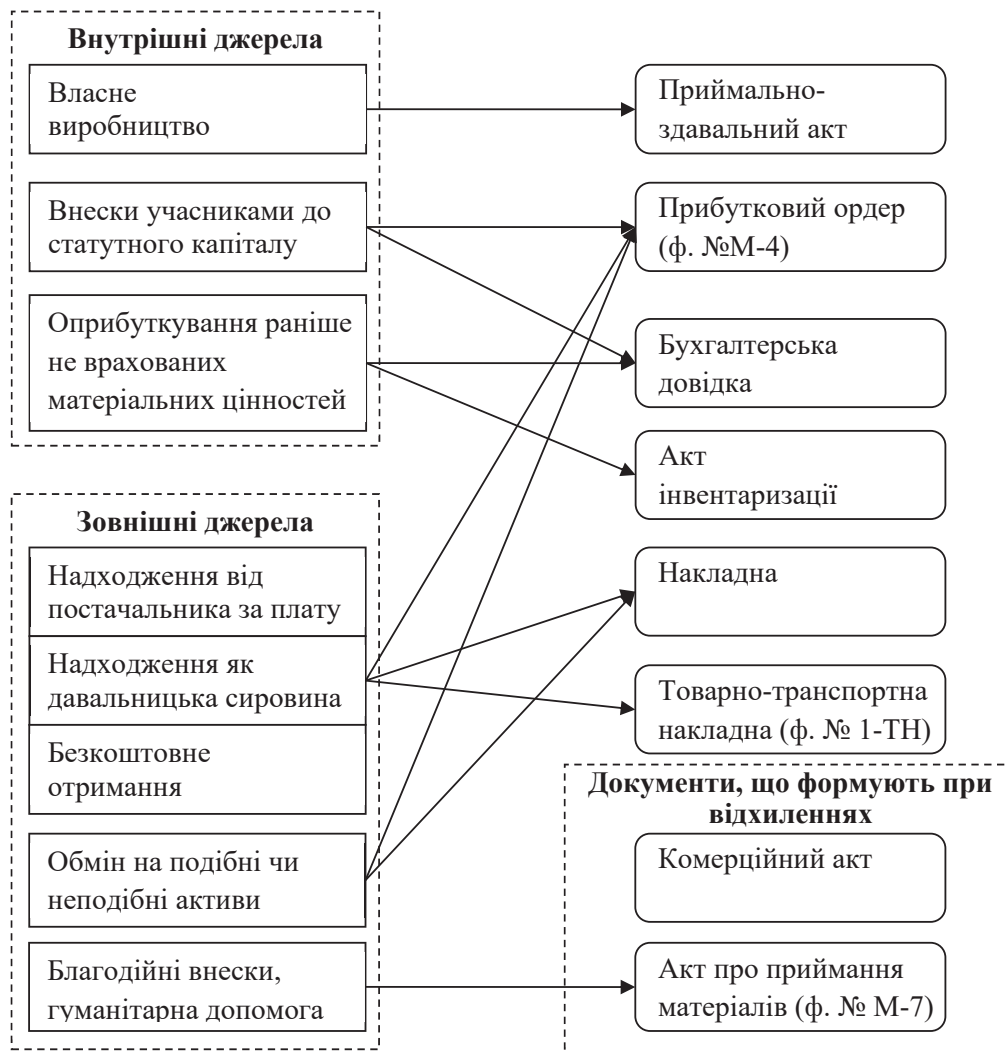 Внутрішні джерела
Власне
виробництво
Внески учасниками до
статутного капіталу
Оприбуткування раніше
не врахованих
матеріальних цінностей
Зовнішні джерела
Надходження від
постачальника за плату
Надходження як
давальницька сировина
Безкоштовне
отримання
Обмін на подібні чи
неподібні активи
Благодійні внески,
гуманітарна допомога
Приймально-
здавальний акт
Прибутковий ордер
(ф. №М-4)
Бухгалтерська
довідка
Акт
інвентаризації
Накладна
Товарно-транспортна
накладна (ф. № 1-ТН)
Документи, що формують при
відхиленнях
Комерційний акт
Акт про приймання
матеріалів (ф. № М-7)